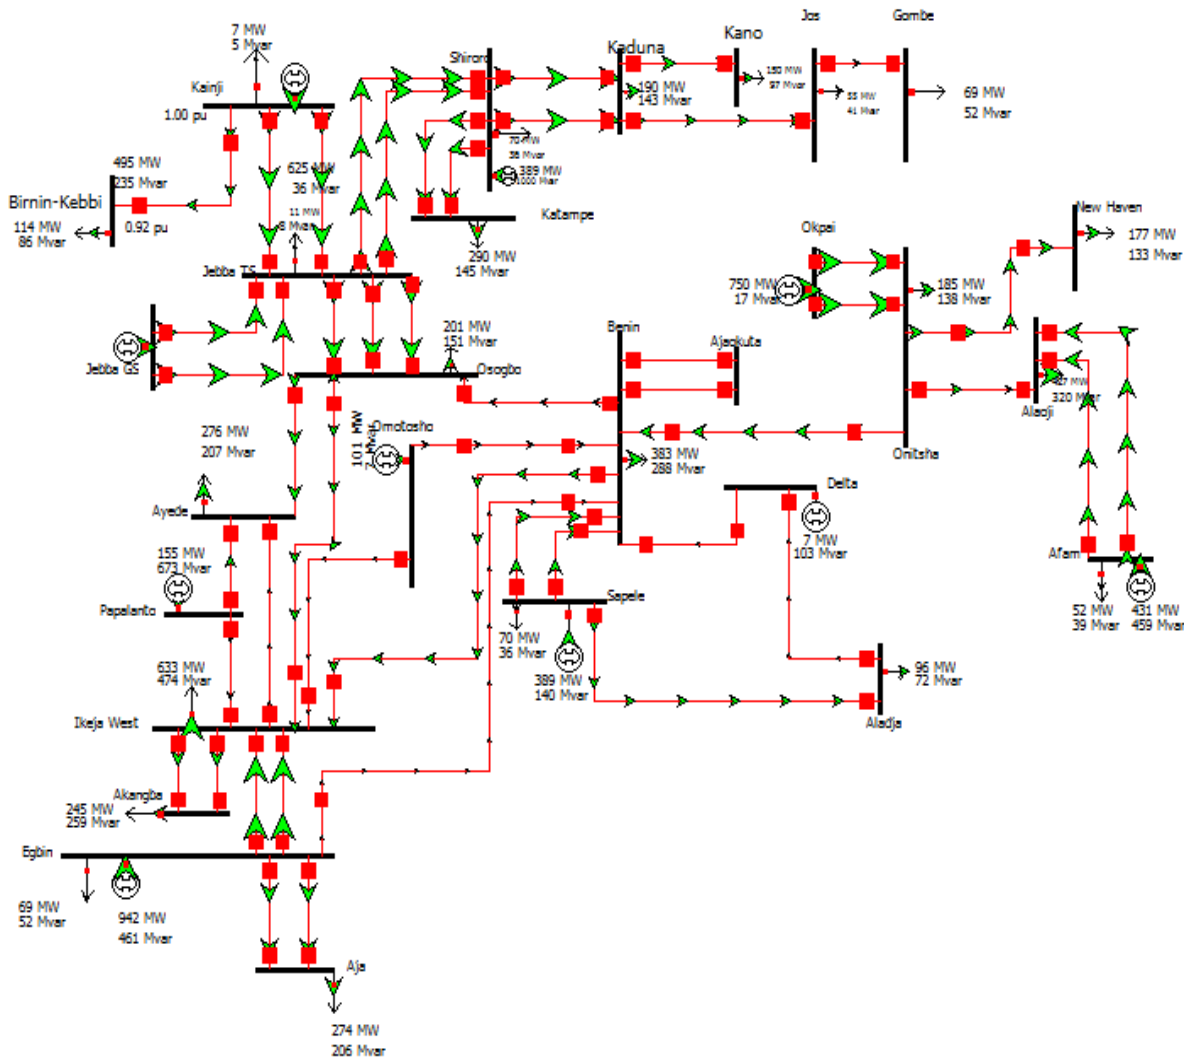 Jos
Gombe
7 MW
5 Mvar
Kano
Kaduna
Shiroro
Kainji
150 MW
97 Mvar
190 MW
143 Mvar
55 MW
41 Mvar
69 MW
52 Mvar
1.00 pu
70 MW
495 MW
235 Mvar
625 MW
36 Mvar
389 MW
1000 Mvar
Birnin-Kebbi
114 MW
86 Mvar
0.92 pu
11 MW
8 Mvar
Katampe
290 MW
145 Mvar
New Haven
177 MW
133 Mvar
Okpai
Jebba TS
750 MW
17 Mvar
185 MW
138 Mvar
201 MW
151 Mvar
Benin
Ajaokuta
Jebba GS
Osogbo
320 Mvar
Alaoji
276 MW
207 Mvar
101 MW
Omotosho
383 MW
288 Mvar
Onitsha
Delta
Ayede
7 MW
103 Mvar
155 MW
673 Mvar
Afam
Papalanto
Sapele
70 MW
36 Mvar
52 MW
39 Mvar
431 MW
459 Mvar
633 MW
474 Mvar
389 MW
140 Mvar
96 MW
72 Mvar
Ikeja West
Aladja
Akangba
245 MW
259 Mvar
Egbin
69 MW
52 Mvar
942 MW
461 Mvar
Aja
274 MW
206 Mvar